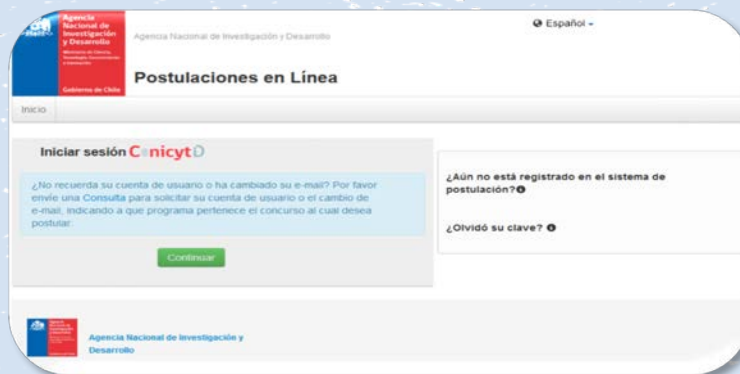 Agencia
Nacional de
Investigación
y Desarrollo
Gobierno de Chile
Agencia Nacional de Investigación y Desarrollo
Español
Postulaciones en Línea
Inicio
Iniciar sesión ConicytID
¿No recuerda su cuenta de usuario o ha cambiado su e-mail? Por favor
envíe una Consulta para solicitar su cuenta de usuario o el cambio de
e-mail, indicando a que programa pertenece el concurso al cual desea
postular.
Continuar
¿Aún no está registrado en el sistema de
postulación?
¿Olvidó su clave?
Agencia Nacional de Investigación y
Desarrollo